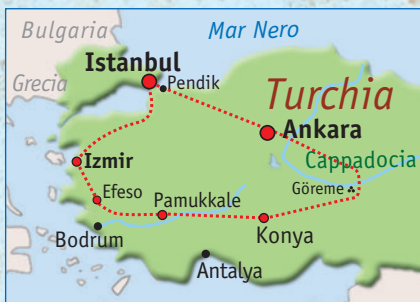 Bulgaria
Mar Nero
Istanbul
Grecia
Pendik
Turchia
Ankara
Izmir
Cappadocia
Efeso
Pamukkale
Göreme
Bodrum
Konya
Antalya